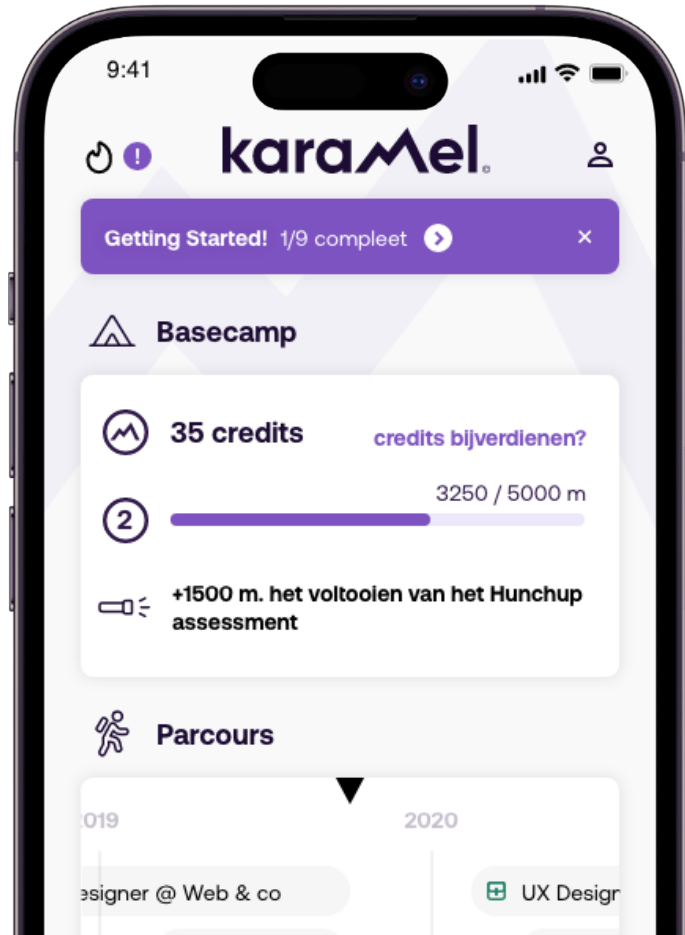 9:41
!
karamel
Getting Started! 1/9 compleet
Basecamp
35 credits
credits bijverdienen?
3250 / 5000 m
2
+1500 m. het voltooien van het Hunchup
assessment
Parcours
019
2020
esigner @ Web & co
UX Design